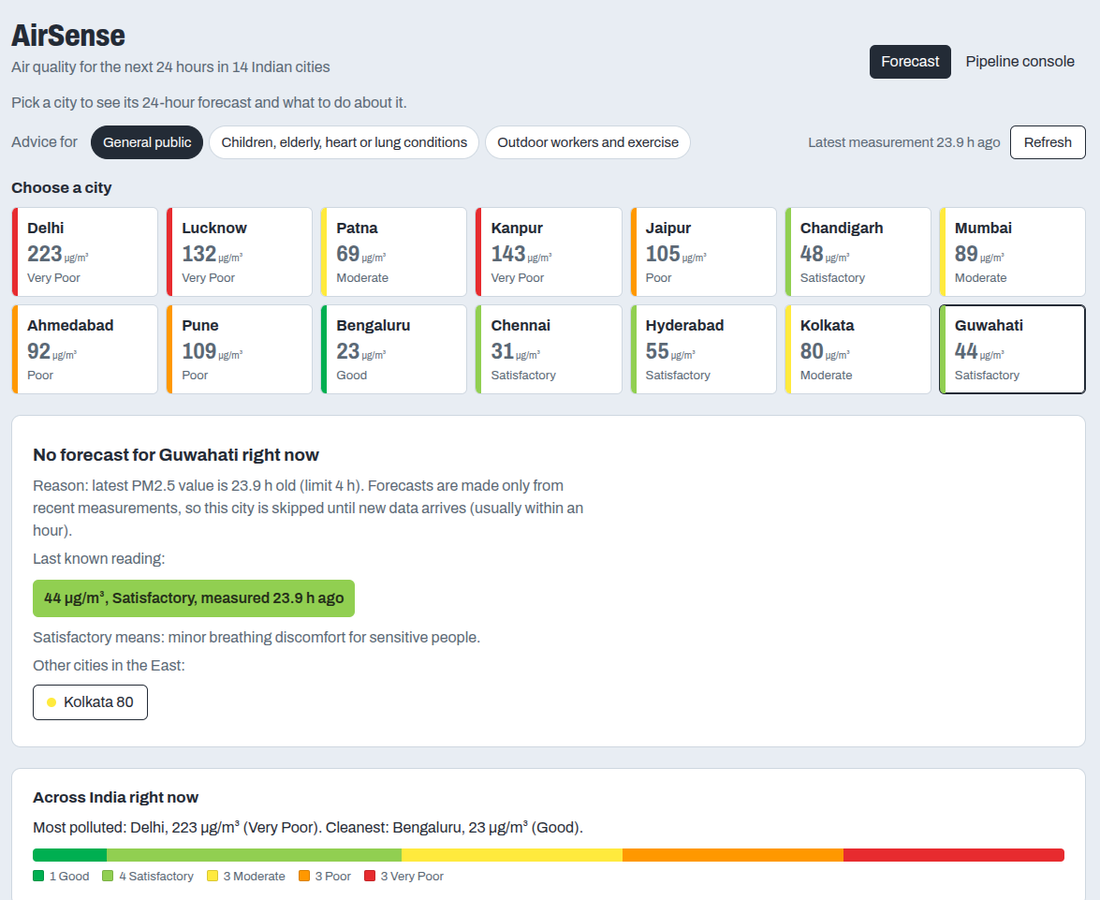 AirSense
Air quality for the next 24 hours in 14 Indian cities
Forecast
Pipeline console
Pick a city to see its 24-hour forecast and what to do about it.
Advice for
General public
Children, elderly, heart or lung conditions
Outdoor workers and exercise
Latest measurement 23.9 h ago
Refresh
Choose a city
Delhi
223 µg/m³
Very Poor
Lucknow
132 µg/m³
Very Poor
Patna
69 µg/m³
Moderate
Kanpur
143 µg/m³
Very Poor
Jaipur
105 µg/m³
Poor
Chandigarh
48 µg/m³
Satisfactory
Mumbai
89 µg/m³
Moderate
Ahmedabad
92 µg/m³
Poor
Pune
109 µg/m³
Poor
Bengaluru
23 µg/m³
Good
Chennai
31 µg/m³
Satisfactory
Hyderabad
55 µg/m³
Satisfactory
Kolkata
80 µg/m³
Moderate
Guwahati
44 µg/m³
Satisfactory
No forecast for Guwahati right now
Reason: latest PM2.5 value is 23.9 h old (limit 4 h). Forecasts are made only from
recent measurements, so this city is skipped until new data arrives (usually within an
hour).
Last known reading:
44 µg/m³, Satisfactory, measured 23.9 h ago
Satisfactory means: minor breathing discomfort for sensitive people.
Other cities in the East:
Kolkata 80
Across India right now
Most polluted: Delhi, 223 µg/m³ (Very Poor). Cleanest: Bengaluru, 23 µg/m³ (Good).
1 Good
4 Satisfactory
3 Moderate
3 Poor
3 Very Poor